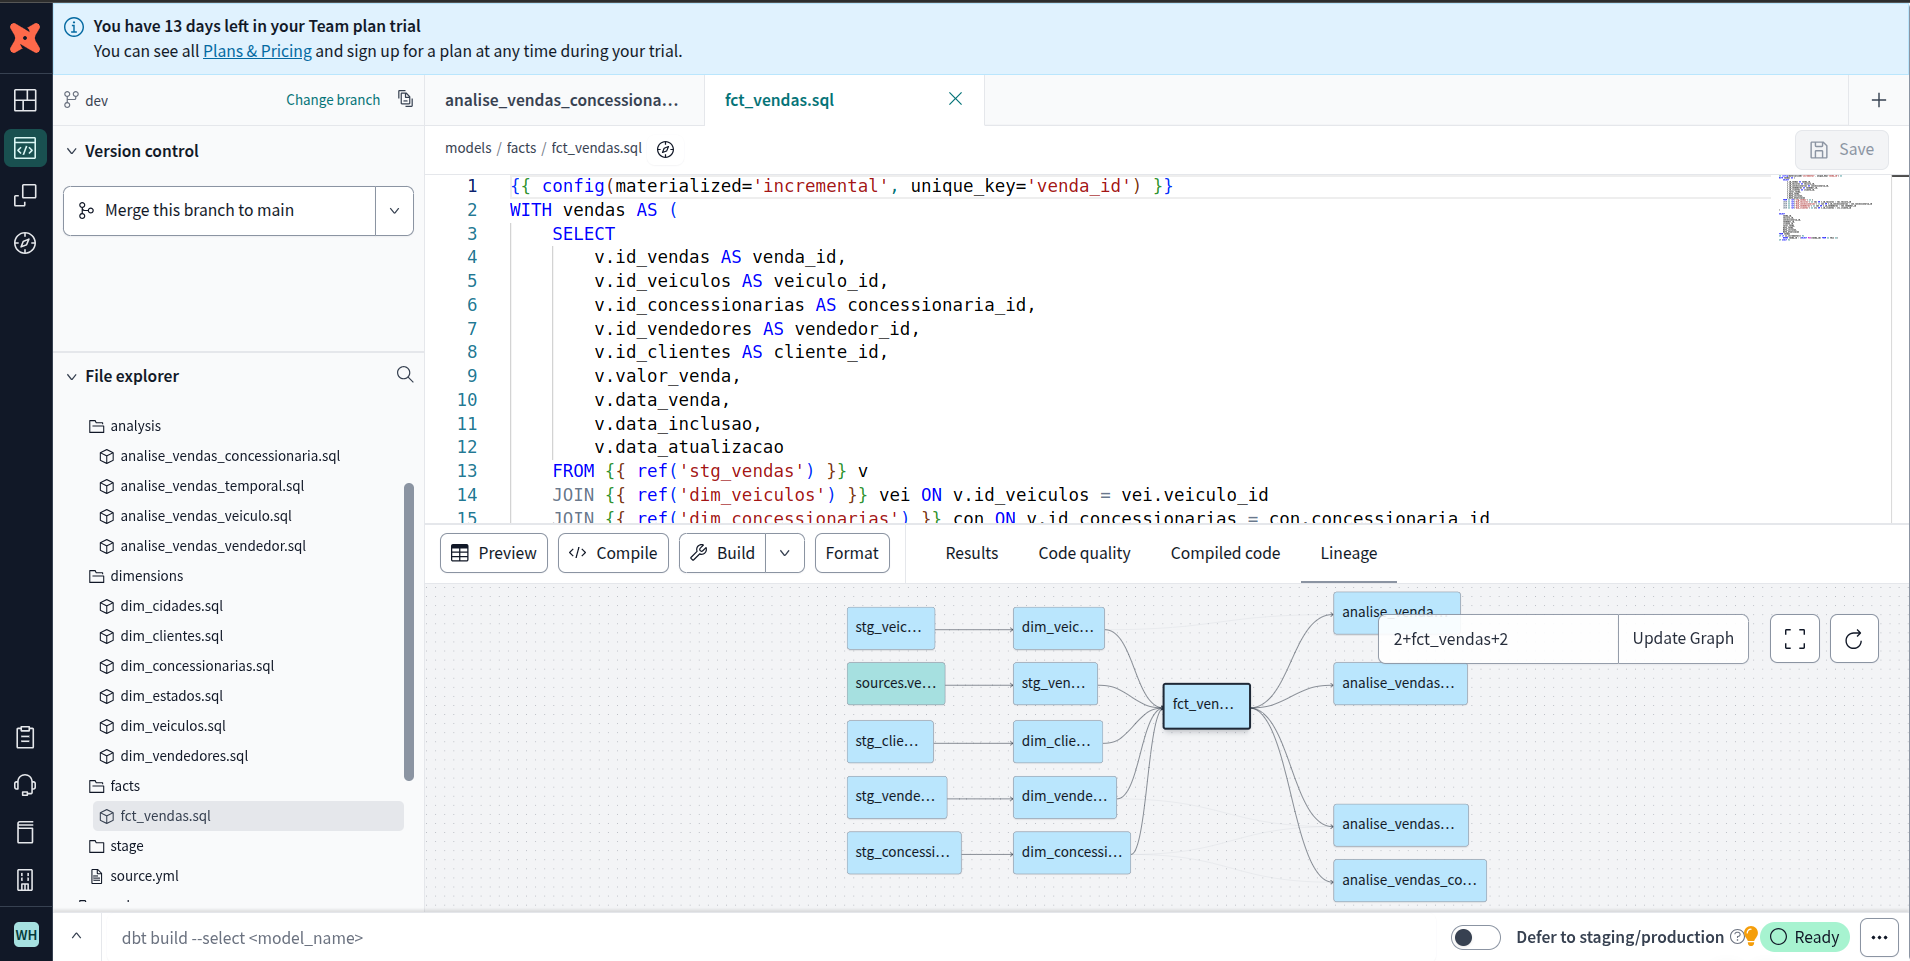 You have 13 days left in your Team plan trial
You can see all Plans & Pricing and sign up for a plan at any time during your trial.
dev
Change branch
Version control
Merge this branch to main
File explorer
analysis
analise_vendas_concessionaria.sql
analise_vendas_temporal.sql
analise_vendas_veiculo.sql
analise_vendas_vendedor.sql
dimensions
dim_cidades.sql
dim_clientes.sql
dim_concessionarias.sql
dim_estados.sql
dim_veiculos.sql
dim_vendedores.sql
facts
fct_vendas.sql
stage
source.yml
analise_vendas_concessiona...
fct_vendas.sql
models / facts / fct_vendas.sql
Save
1 {{ config(materialized='incremental', unique_key='venda_id') }}
2 WITH vendas AS (
3 SELECT
4 v.id_vendas AS venda_id,
5 v.id_veiculos AS veiculo_id,
6 v.id_concessionarias AS concessionaria_id,
7 v.id_vendedores AS vendedor_id,
8 v.id_clientes AS cliente_id,
9 v.valor_venda,
10 v.data_venda,
11 v.data_inclusao,
12 v.data_atualizacao
13 FROM {{ ref('stg_vendas') }} v
14 JOIN {{ ref('dim_veiculos') }} vei ON v.id_veiculos = vei.veiculo_id
15 JOIN {{ ref('dim_concessionarias') }} con ON v.id_concessionarias = con.concessionaria_id
Preview
Compile
Build
Format
Results
Code quality
Compiled code
Lineage
stg_veic...
dim_veic...
sources.ve...
stg_ven...
stg_clie...
dim_clie...
stg_vende...
dim_vende...
stg_concessi...
dim_concessi...
fct_ven...
analise_venda
analise_vendas...
analise_vendas...
analise_vendas_co...
2+fct_vendas+2
Update Graph
WH
dbt build --select <model_name>
Defer to staging/production
Ready